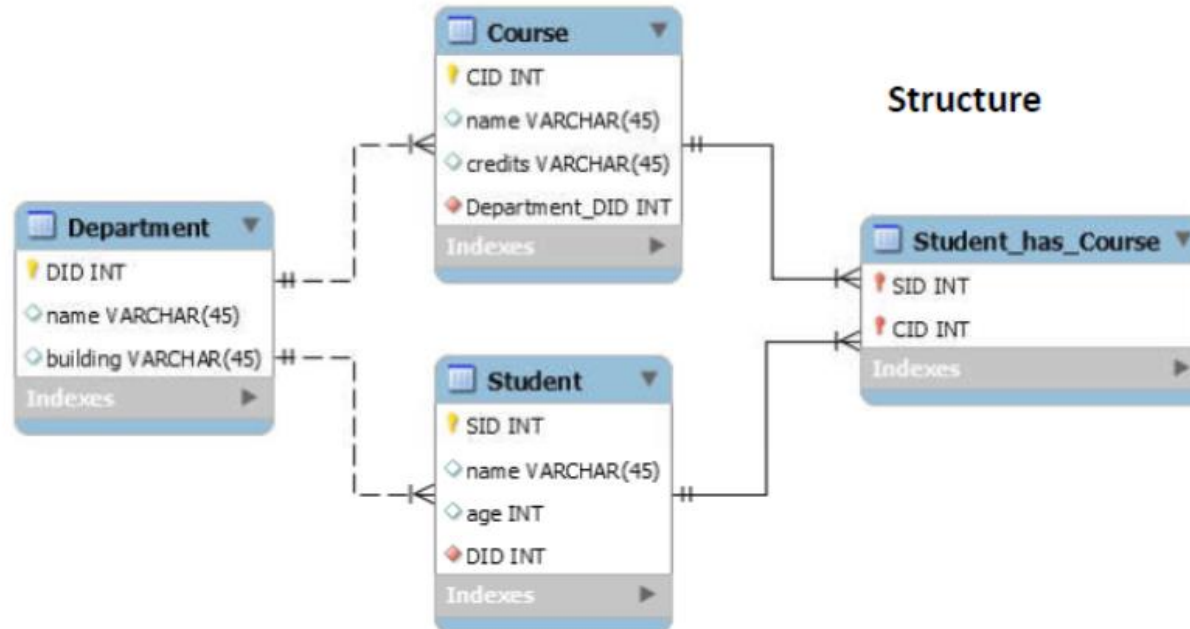 Course
CID INT
name VARCHAR(45)
credits VARCHAR(45)
Department_DID INT
Indexes
Structure
Department
DID INT
name VARCHAR(45)
building VARCHAR(45)
Indexes
Student
SID INT
name VARCHAR(45)
age INT
DID INT
Indexes
Student_has_Course
SID INT
CID INT
Indexes